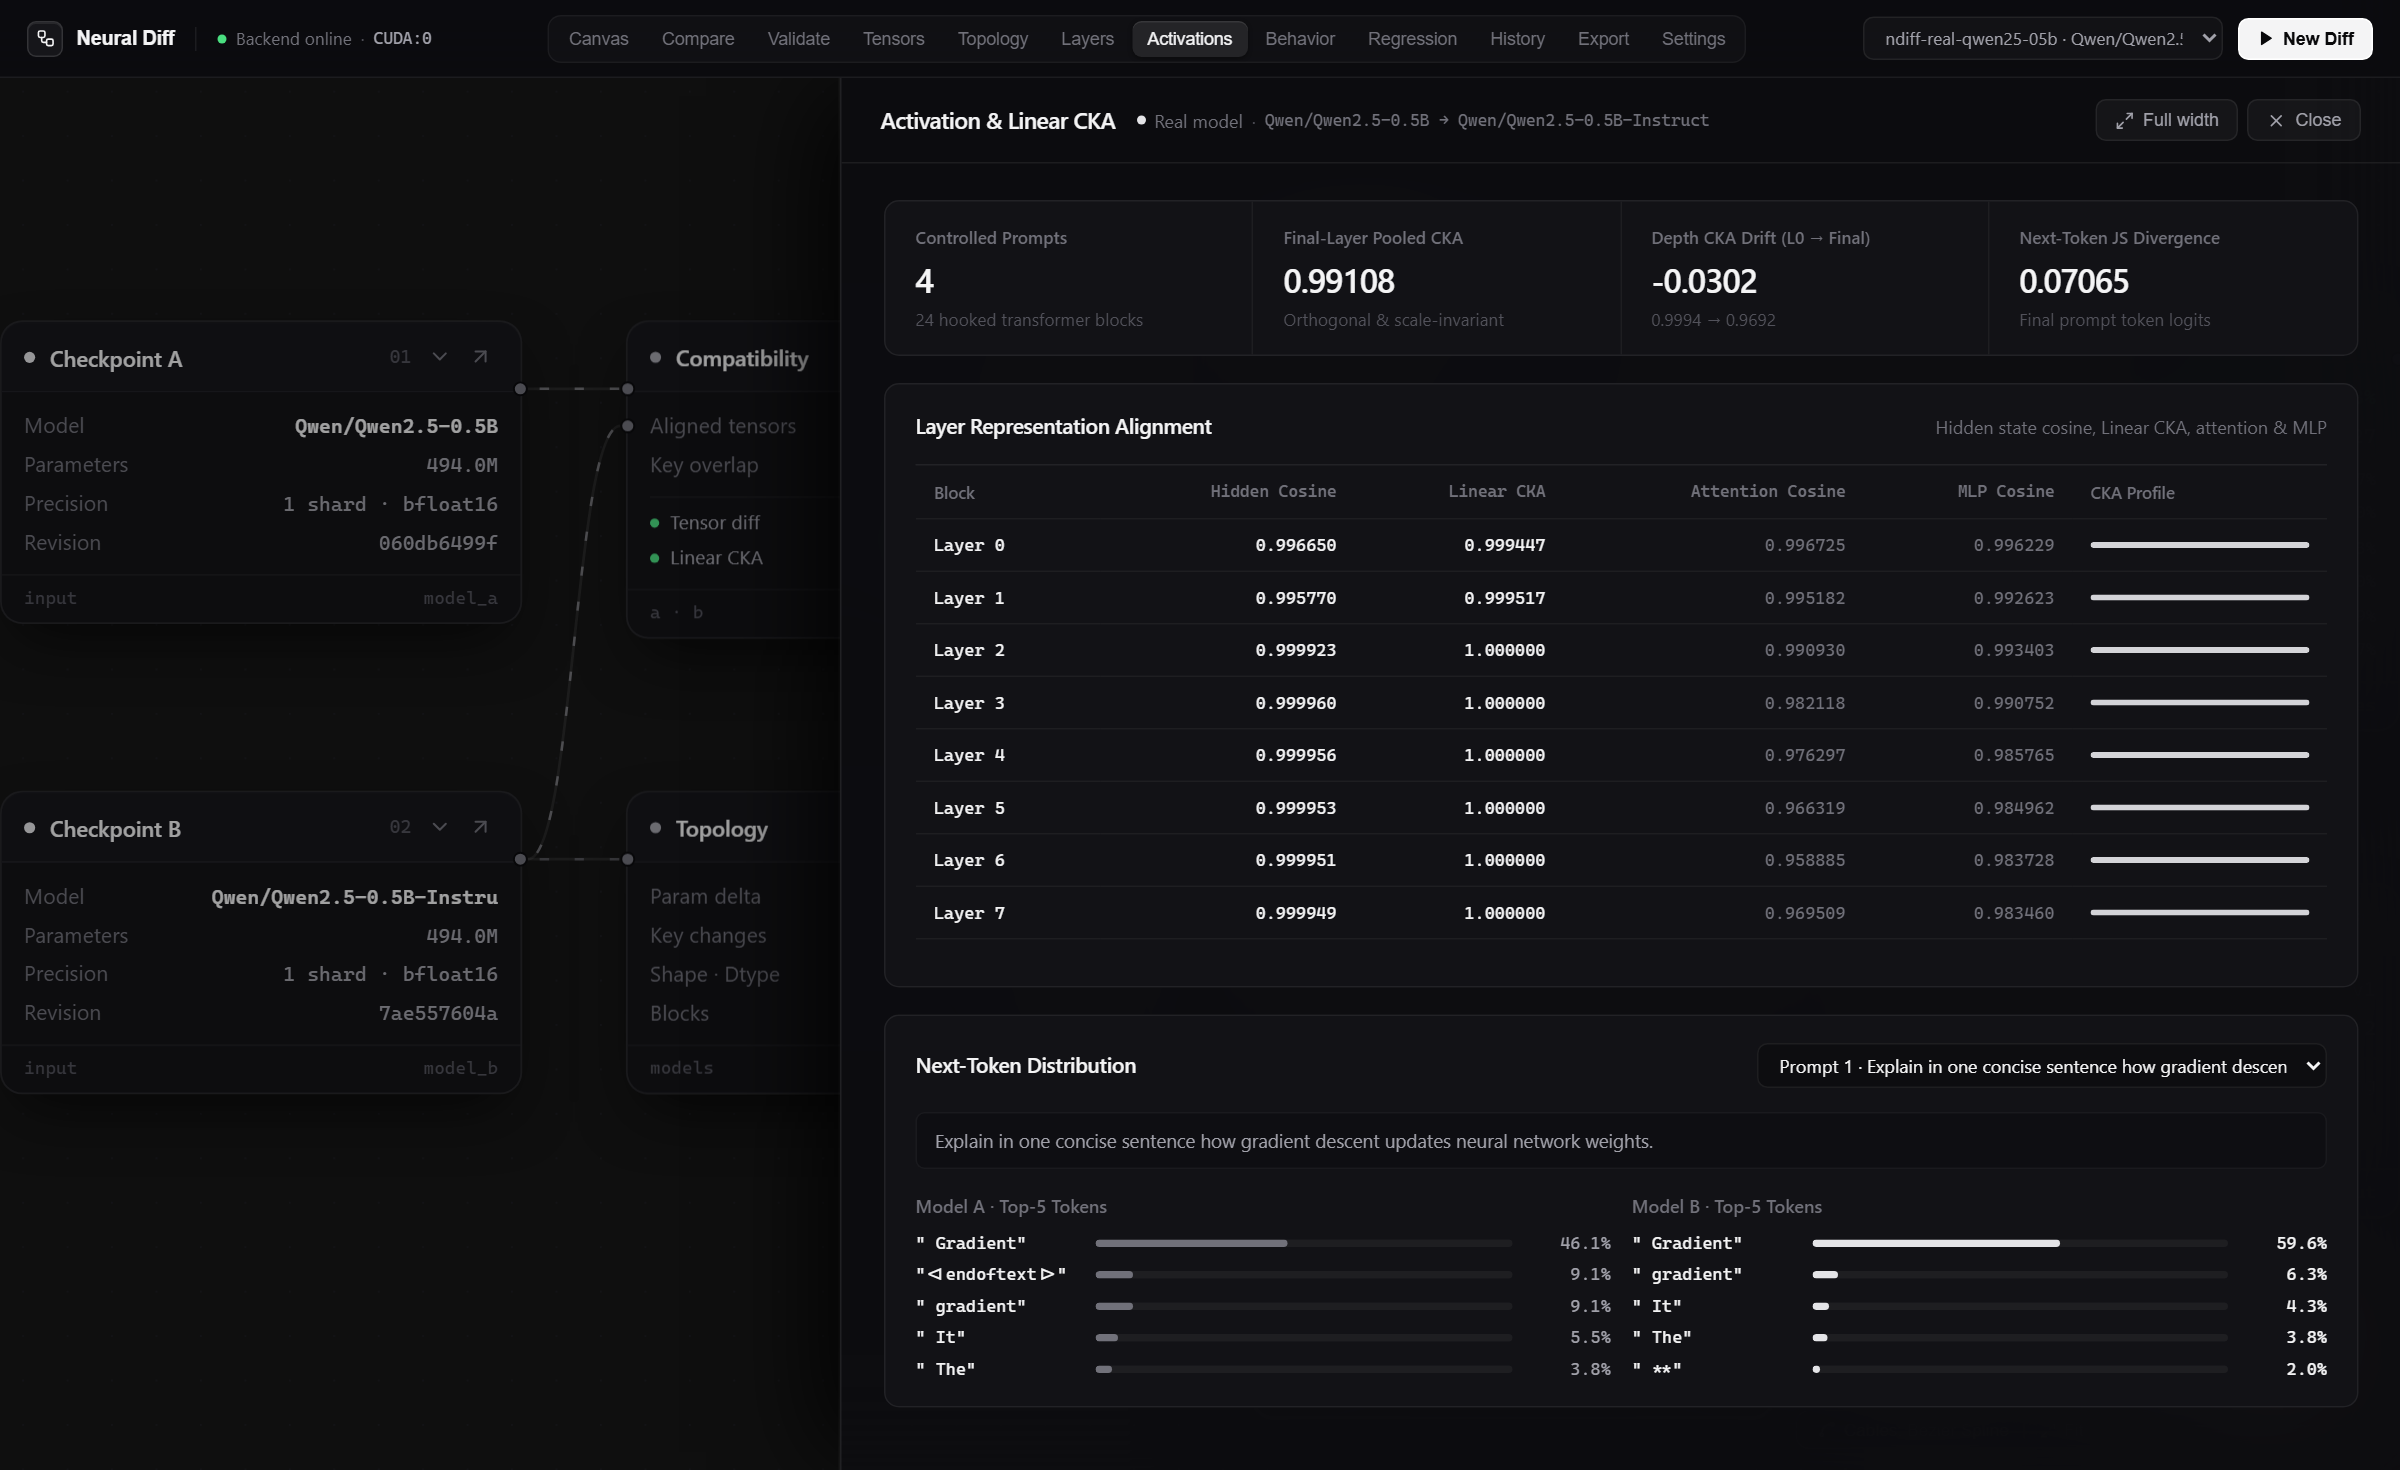 Neural Diff
Backend online · CUDA:0
Canvas Compare Validate Tensors Topology Layers Activations Behavior Regression History Export Settings
ndiff-real-qwen25-05b · Qwen/Qwen2.
New Diff
Checkpoint A 01
Model Qwen/Qwen2.5-0.5B
Parameters 494.0M
Precision 1 shard · bfloat16
Revision 060db6499f
input model_a
Compatibility
Aligned tensors
Key overlap
Tensor diff
Linear CKA
a · b
Checkpoint B 02
Model Qwen/Qwen2.5-0.5B-Instru
Parameters 494.0M
Precision 1 shard · bfloat16
Revision 7ae557604a
input model_b
Topology
Param delta
Key changes
Shape · Dtype
Blocks
models
Activation & Linear CKA Real model · Qwen/Qwen2.5-0.5B → Qwen/Qwen2.5-0.5B-Instruct
Full width Close
Controlled Prompts
4
24 hooked transformer blocks
Final-Layer Pooled CKA
0.99108
Orthogonal & scale-invariant
Depth CKA Drift (L0 → Final)
-0.0302
0.9994 → 0.9692
Next-Token JS Divergence
0.07065
Final prompt token logits
Layer Representation Alignment Hidden state cosine, Linear CKA, attention & MLP
Block Hidden Cosine Linear CKA Attention Cosine MLP Cosine CKA Profile
Layer 0 0.996650 0.999447 0.996725 0.996229
Layer 1 0.995770 0.999517 0.995182 0.992623
Layer 2 0.999923 1.000000 0.990930 0.993403
Layer 3 0.999960 1.000000 0.982118 0.990752
Layer 4 0.999956 1.000000 0.976297 0.985765
Layer 5 0.999953 1.000000 0.966319 0.984962
Layer 6 0.999951 1.000000 0.958885 0.983728
Layer 7 0.999949 1.000000 0.969509 0.983460
Next-Token Distribution Prompt 1 · Explain in one concise sentence how gradient descen
Explain in one concise sentence how gradient descent updates neural network weights.
Model A · Top-5 Tokens
" Gradient" 46.1%
"<|endoftext|>" 9.1%
" gradient" 9.1%
" It" 5.5%
" The" 3.8%
Model B · Top-5 Tokens
" Gradient" 59.6%
" gradient" 6.3%
" It" 4.3%
" The" 3.8%
" **" 2.0%